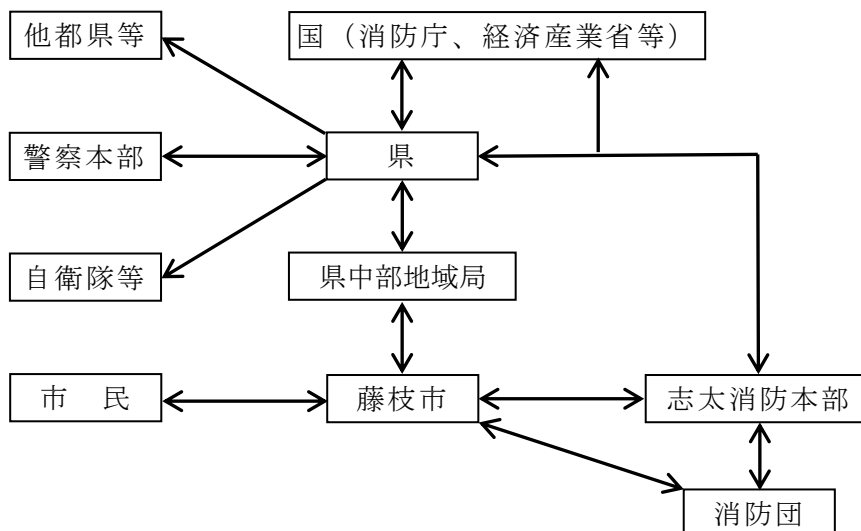 他都県等
国（消防庁、経済産業省等）
警察本部
県
自衛隊等
県中部地域局
市　民
藤枝市
志太消防本部
消防団